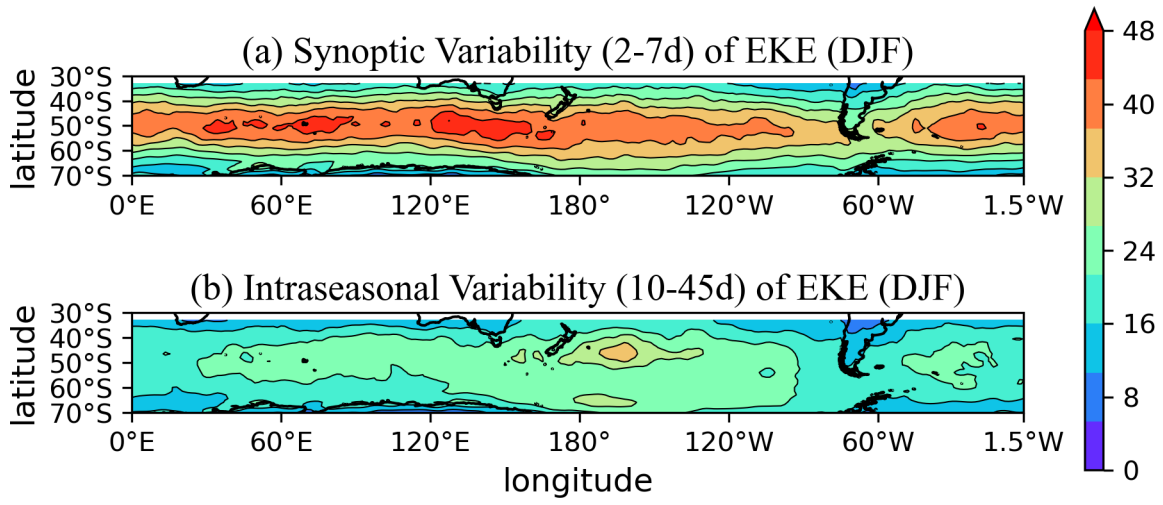 (a) Synoptic Variability (2-7d) of EKE (DJF)
latitude
30°S
40°S
50°S
60°S
70°S
0°E
60°E
120°E
180°
120°W
60°W
1.5°W
(b) Intraseasonal Variability (10-45d) of EKE (DJF)
latitude
30°S
40°S
50°S
60°S
70°S
0°E
60°E
120°E
180°
120°W
60°W
1.5°W
longitude
48
40
32
24
16
8
0